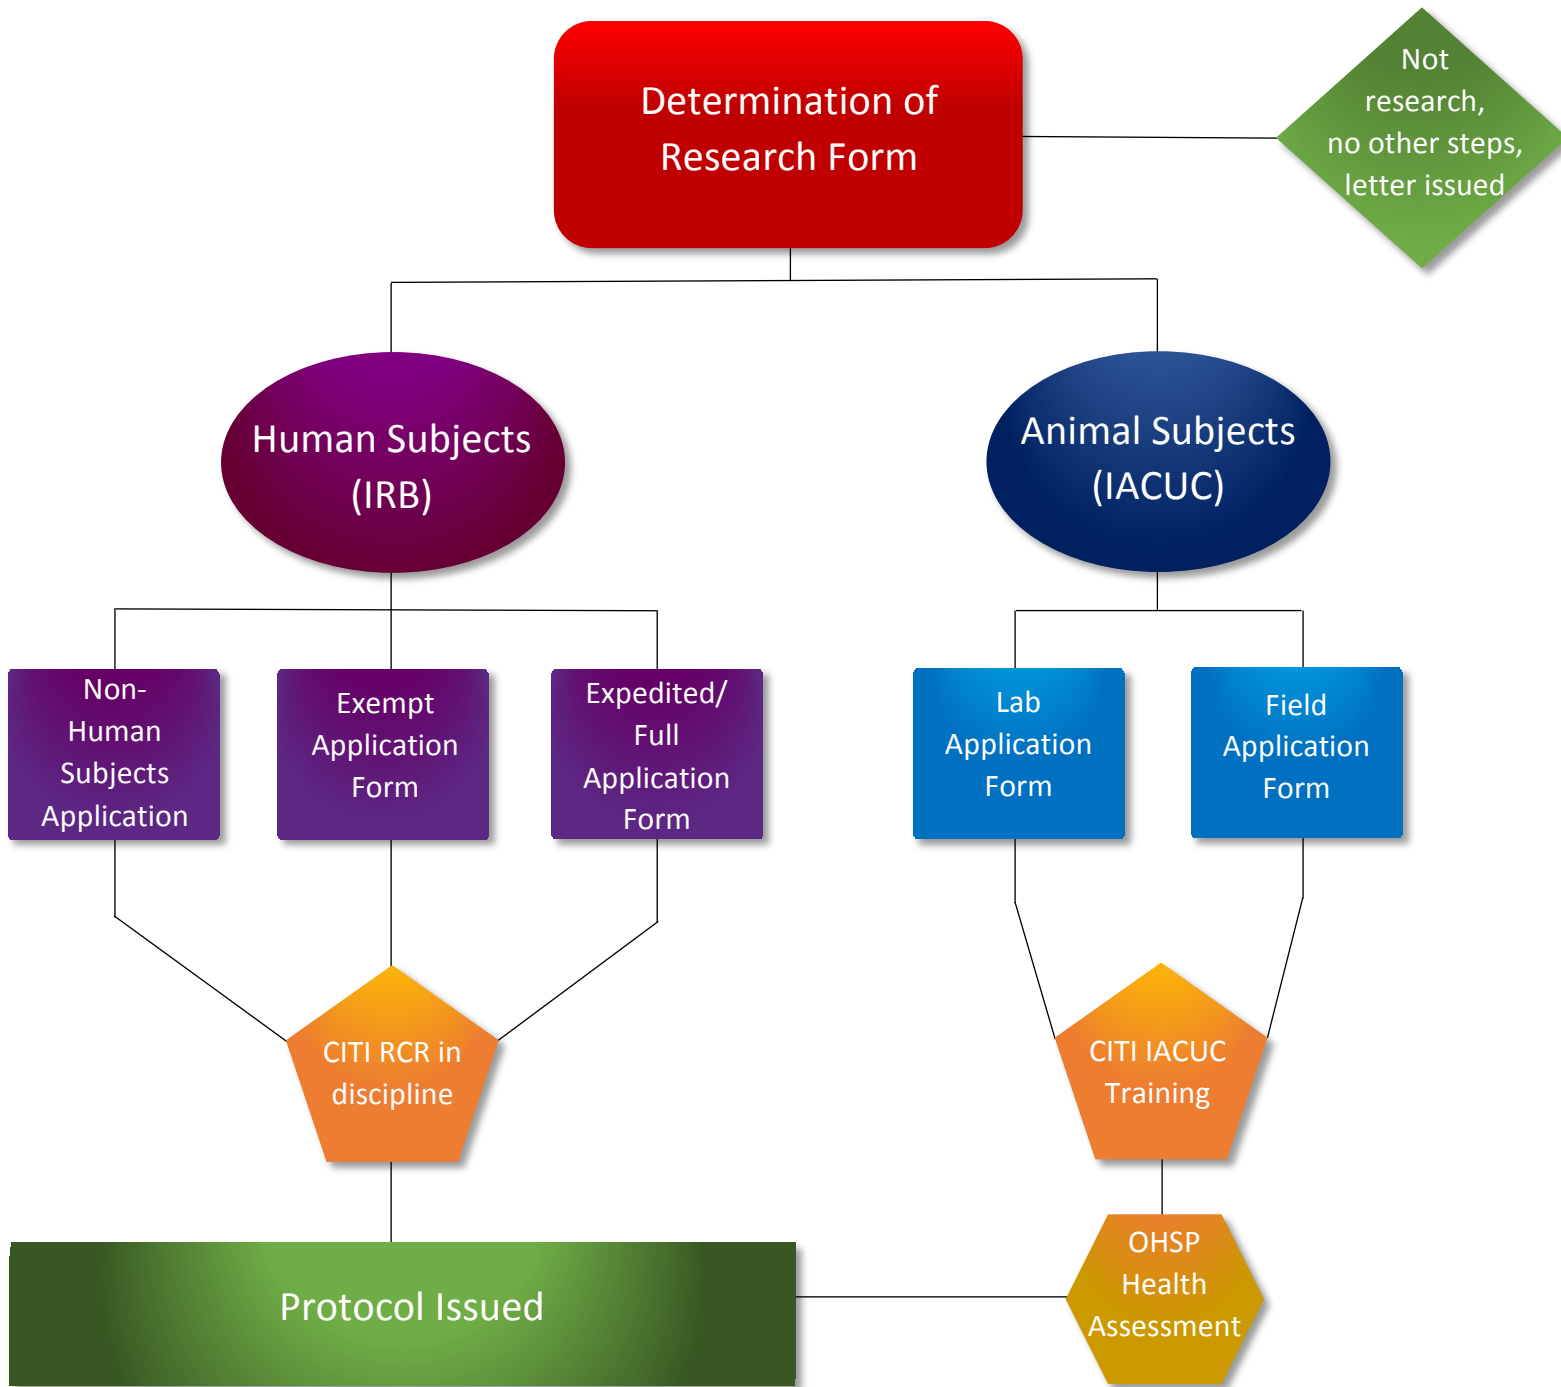 Determination of
Research Form
Not
research,
no other steps,
letter issued
Human Subjects
(IRB)
Animal Subjects
(IACUC)
Non-
Human
Subjects
Application
Exempt
Application
Form
Expedited/
Full
Application
Form
Lab
Application
Form
Field
Application
Form
CITI RCR in
discipline
CITI IACUC
Training
Protocol Issued
OHSP
Health
Assessment